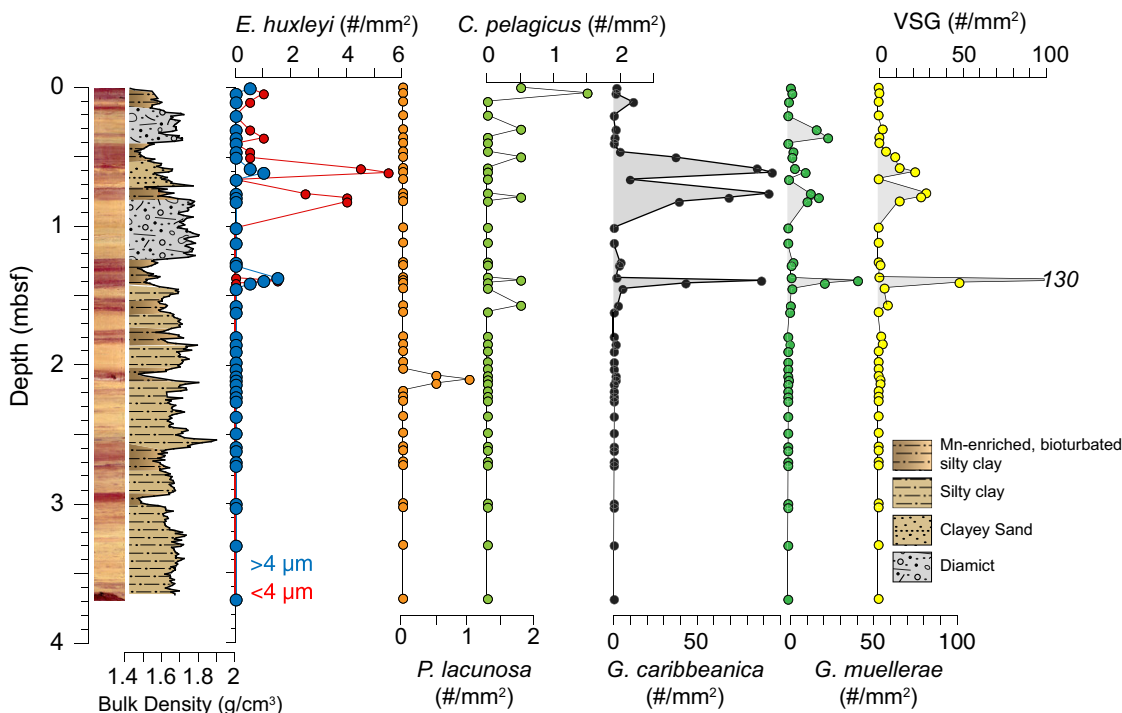 E. huxleyi (#/mm²)
C. pelagicus (#/mm²)
VSG (#/mm²)
0 2 4 6
0 1 2
0 50 100
0
1
2
3
4
Depth (mbsf)
130
>4 µm
<4 µm
Mn-enriched, bioturbated
silty clay
Silty clay
Clayey Sand
Diamict
1.4 1.6 1.8 2
Bulk Density (g/cm³)
0 1 2
P. lacunosa
(#/mm²)
0 50
G. caribbeanica
(#/mm²)
0 50 100
G. muellerae
(#/mm²)